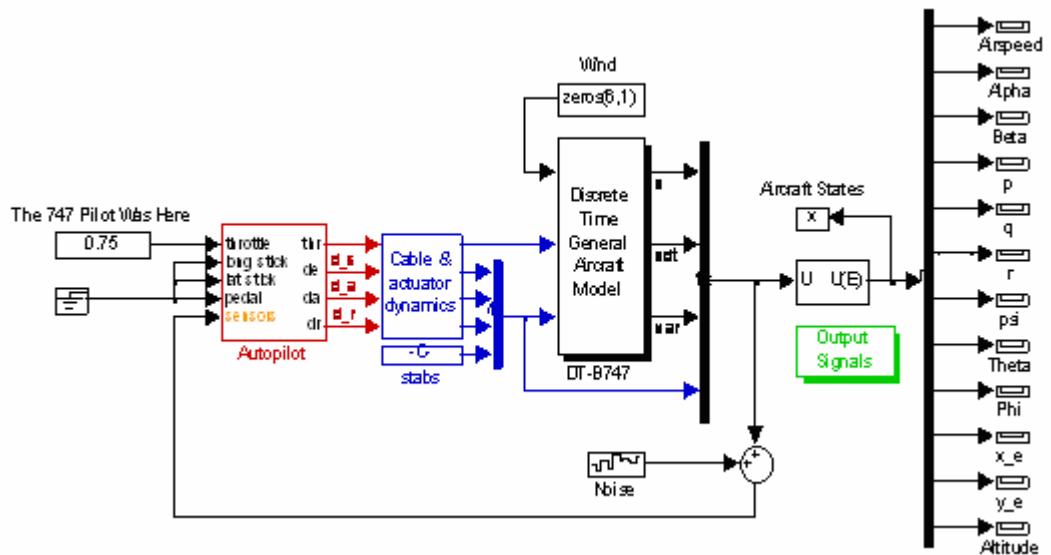 Wind
zeros(6,1)
The 747 Pilot Was Here
0.75
throttle
long stick
lat stick
pedal
sensors
thr
de
da
dr
Autopilot
d_a
d_r
Cable &
actuator
dynamics
- C-
stabs
Discrete
Time
General
Aircraft
Model
DT-B747
Noise
Aircraft States
x
U
U(E)
Output
Signals
Airspeed
Alpha
Beta
p
q
r
psi
Theta
Phi
x_e
y_e
Altitude